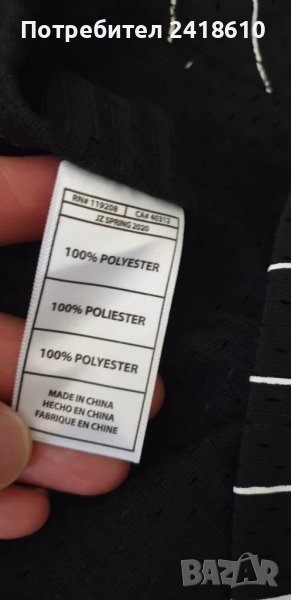 Потребител 2418610
RN# 119208 CA# 40312
JZ SPRING 2020
100% POLYESTER
100% POLIESTER
100% POLYESTER
MADE IN CHINA
HECHO EN CHINA
FABRIQUE EN CHINE
BAZAR